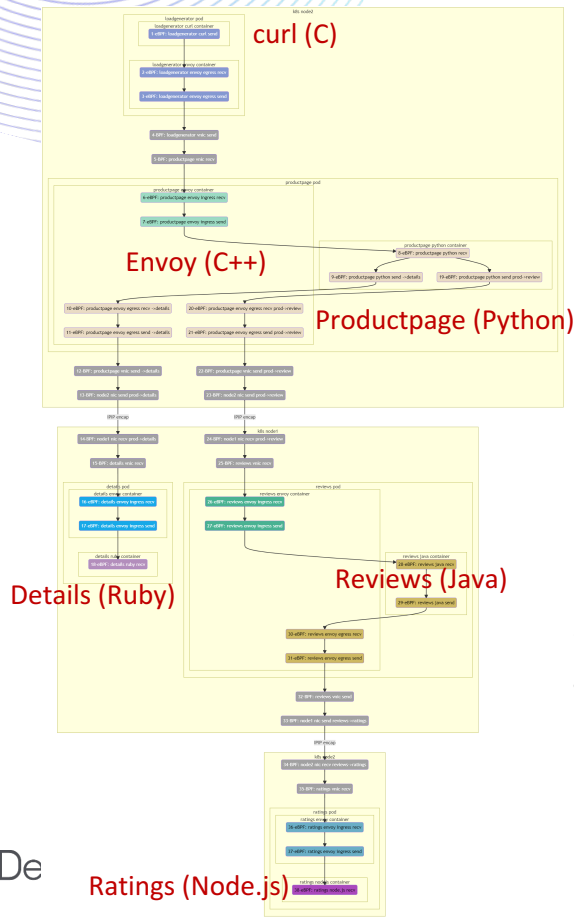 k8s node2
loadgenerator pod
loadgenerator curl container
1-eBPF: loadgenerator curl send
curl (C)
loadgenerator envoy container
2-eBPF: loadgenerator envoy egress recv
3-eBPF: loadgenerator envoy egress send
4-BPF: loadgenerator vnic send
5-BPF: productpage vnic recv
productpage pod
productpage envoy container
6-eBPF: productpage envoy ingress recv
7-eBPF: productpage envoy ingress send
productpage python container
8-eBPF: productpage python recv
Envoy (C++)
9-eBPF: productpage python send ->details
19-eBPF: productpage python send prod->review
10-eBPF: productpage envoy egress recv ->details
20-eBPF: productpage envoy egress recv prod->review
Productpage (Python)
11-eBPF: productpage envoy egress send ->details
21-eBPF: productpage envoy egress send prod->review
12-BPF: productpage vnic send ->details
22-BPF: productpage vnic send prod->review
13-BPF: node2 nic send prod->details
23-BPF: node2 nic send prod->review
IPIP encap
IPIP encap
k8s node1
14-BPF: node1 nic recv prod->details
24-BPF: node1 nic recv prod->review
15-BPF: details vnic recv
25-BPF: reviews vnic recv
details pod
reviews pod
details envoy container
reviews envoy container
16-eBPF: details envoy ingress recv
26-eBPF: reviews envoy ingress recv
17-eBPF: details envoy ingress send
27-eBPF: reviews envoy ingress send
details ruby container
reviews java container
18-eBPF: details ruby recv
28-eBPF: reviews java recv
Reviews (Java)
Details (Ruby)
29-eBPF: reviews java send
30-eBPF: reviews envoy egress recv
31-eBPF: reviews envoy egress send
32-BPF: reviews vnic send
33-BPF: node1 nic send reviews->ratings
IPIP encap
k8s node2
34-BPF: node2 nic recv reviews->ratings
35-BPF: ratings vnic recv
ratings pod
ratings envoy container
36-eBPF: ratings envoy ingress recv
37-eBPF: ratings envoy ingress send
De
Ratings (Node.js)
ratings nodejs container
38-eBPF: ratings node.js recv